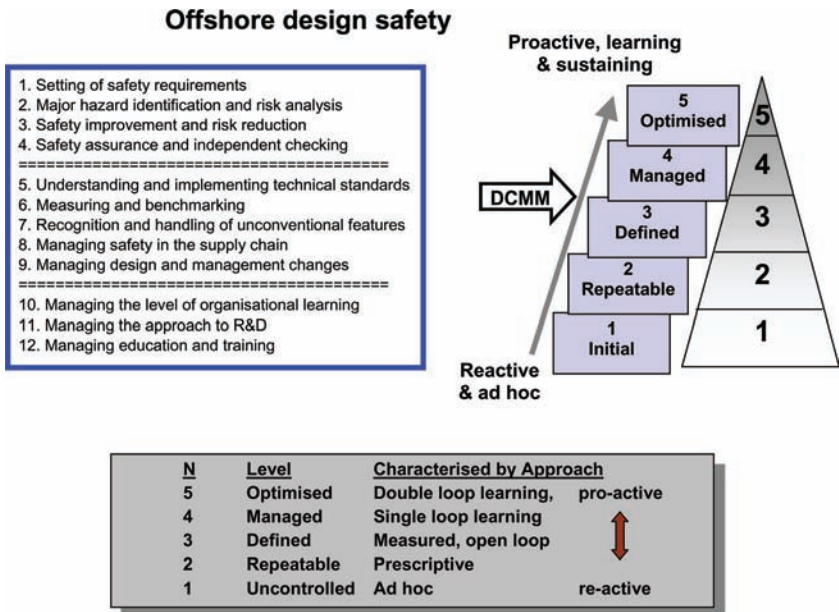 Offshore design safety
1. Setting of safety requirements
2. Major hazard identification and risk analysis
3. Safety improvement and risk reduction
4. Safety assurance and independent checking
=========================================
5. Understanding and implementing technical standards
6. Measuring and benchmarking
7. Recognition and handling of unconventional features
8. Managing safety in the supply chain
9. Managing design and management changes
=========================================
10. Managing the level of organisational learning
11. Managing the approach to R&D
12. Managing education and training
Proactive, learning
& sustaining
5
Optimised
4
Managed
DCMM
3
Defined
2
Repeatable
1
Initial
Reactive
& ad hoc
5
4
3
2
1
N Level Characterised by Approach
5 Optimised Double loop learning, pro-active
4 Managed Single loop learning
3 Defined Measured, open loop
2 Repeatable Prescriptive
1 Uncontrolled Ad hoc re-active